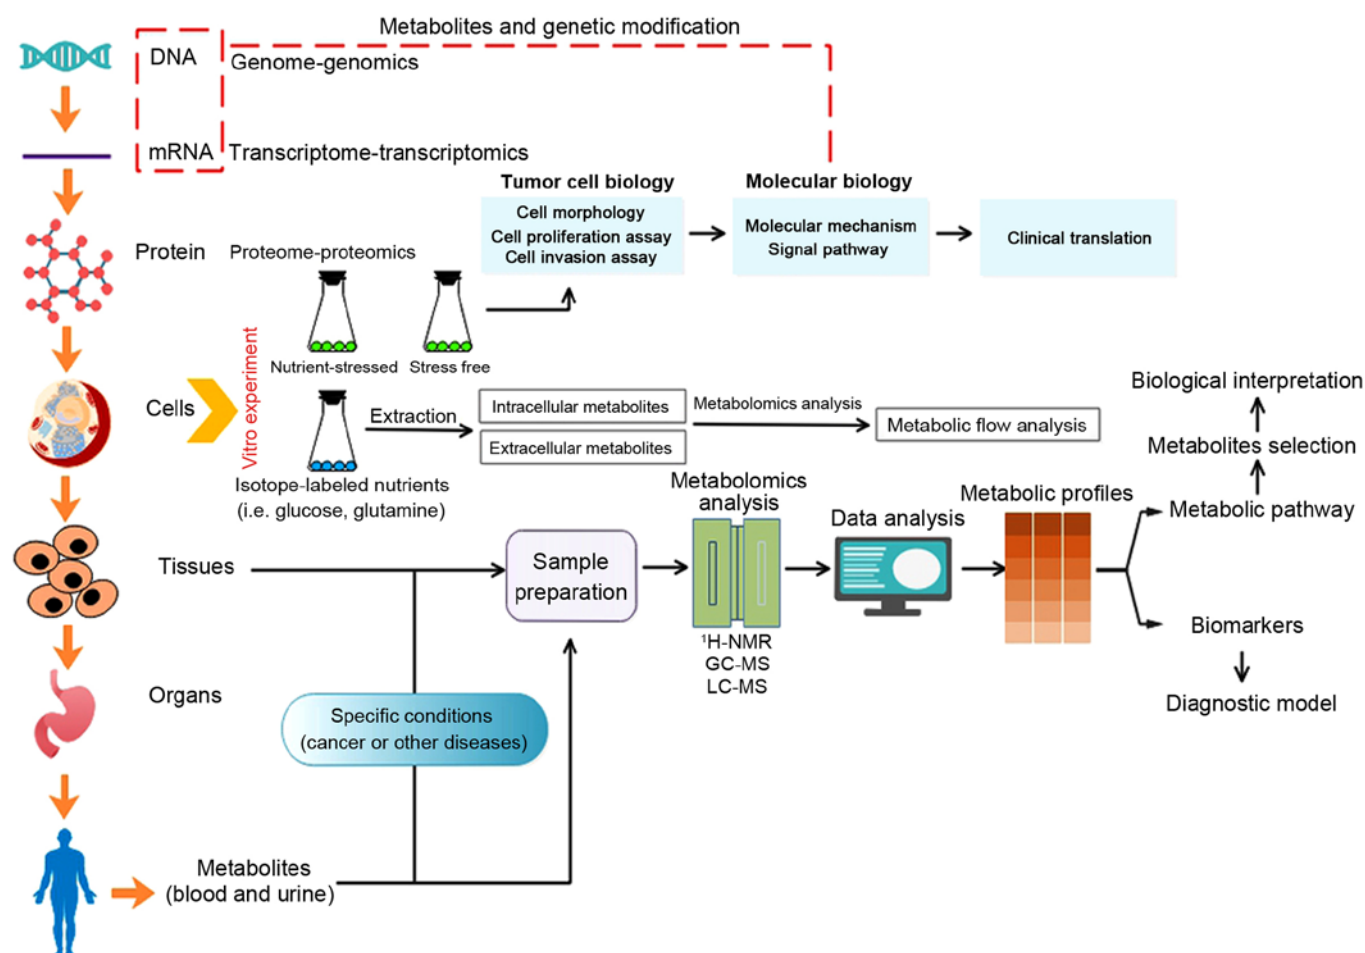 Metabolites and genetic modification
DNA
Genome-genomics
mRNA
Transcriptome-transcriptomics
Tumor cell biology
Cell morphology
Cell proliferation assay
Cell invasion assay
Molecular biology
Molecular mechanism
Signal pathway
Clinical translation
Protein
Proteome-proteomics
Nutrient-stressed
Stress free
Cells
Vitro experiment
Extraction
Intracellular metabolites
Extracellular metabolites
Metabolomics analysis
Metabolic flow analysis
Isotope-labeled nutrients
(i.e. glucose, glutamine)
Biological interpretation
Metabolites selection
Metabolic pathway
Tissues
Sample
preparation
Metabolomics
analysis
¹H-NMR
GC-MS
LC-MS
Data analysis
Metabolic profiles
Biomarkers
Diagnostic model
Organs
Specific conditions
(cancer or other diseases)
Metabolites
(blood and urine)